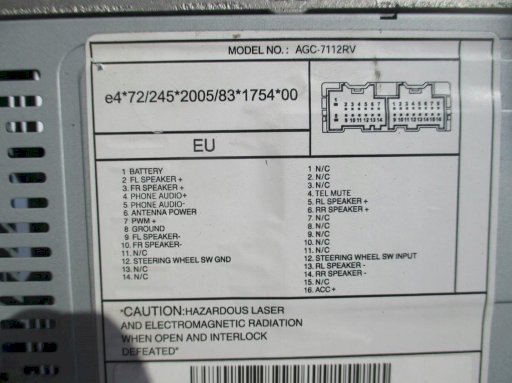 MODEL NO.: AGC-7112RV
e4*72/245*2005/83*1754*00
EU
1 BATTERY
2 FL SPEAKER +
3 FR SPEAKER +
4 PHONE AUDIO+
5 PHONE AUDIO-
6 ANTENNA POWER
7 PWM +
8 GROUND
9 FL SPEAKER-
10. FR SPEAKER-
11. N/C
12. STEERING WHEEL SW GND
13. N/C
14. N/C
1 N/C
2. N/C
3. N/C
4. TEL MUTE
5. RL SPEAKER +
6. RR SPEAKER +
7. N/C
8. N/C
9. N/C
10. N/C
11. N/C
12. STEERING WHEEL SW INPUT
13. RL SPEAKER -
14. RR SPEAKER -
15. N/C
16. ACC +
"CAUTION:HAZARDOUS LASER
AND ELECTROMAGNETIC RADIATION
WHEN OPEN AND INTERLOCK
DEFEATED"